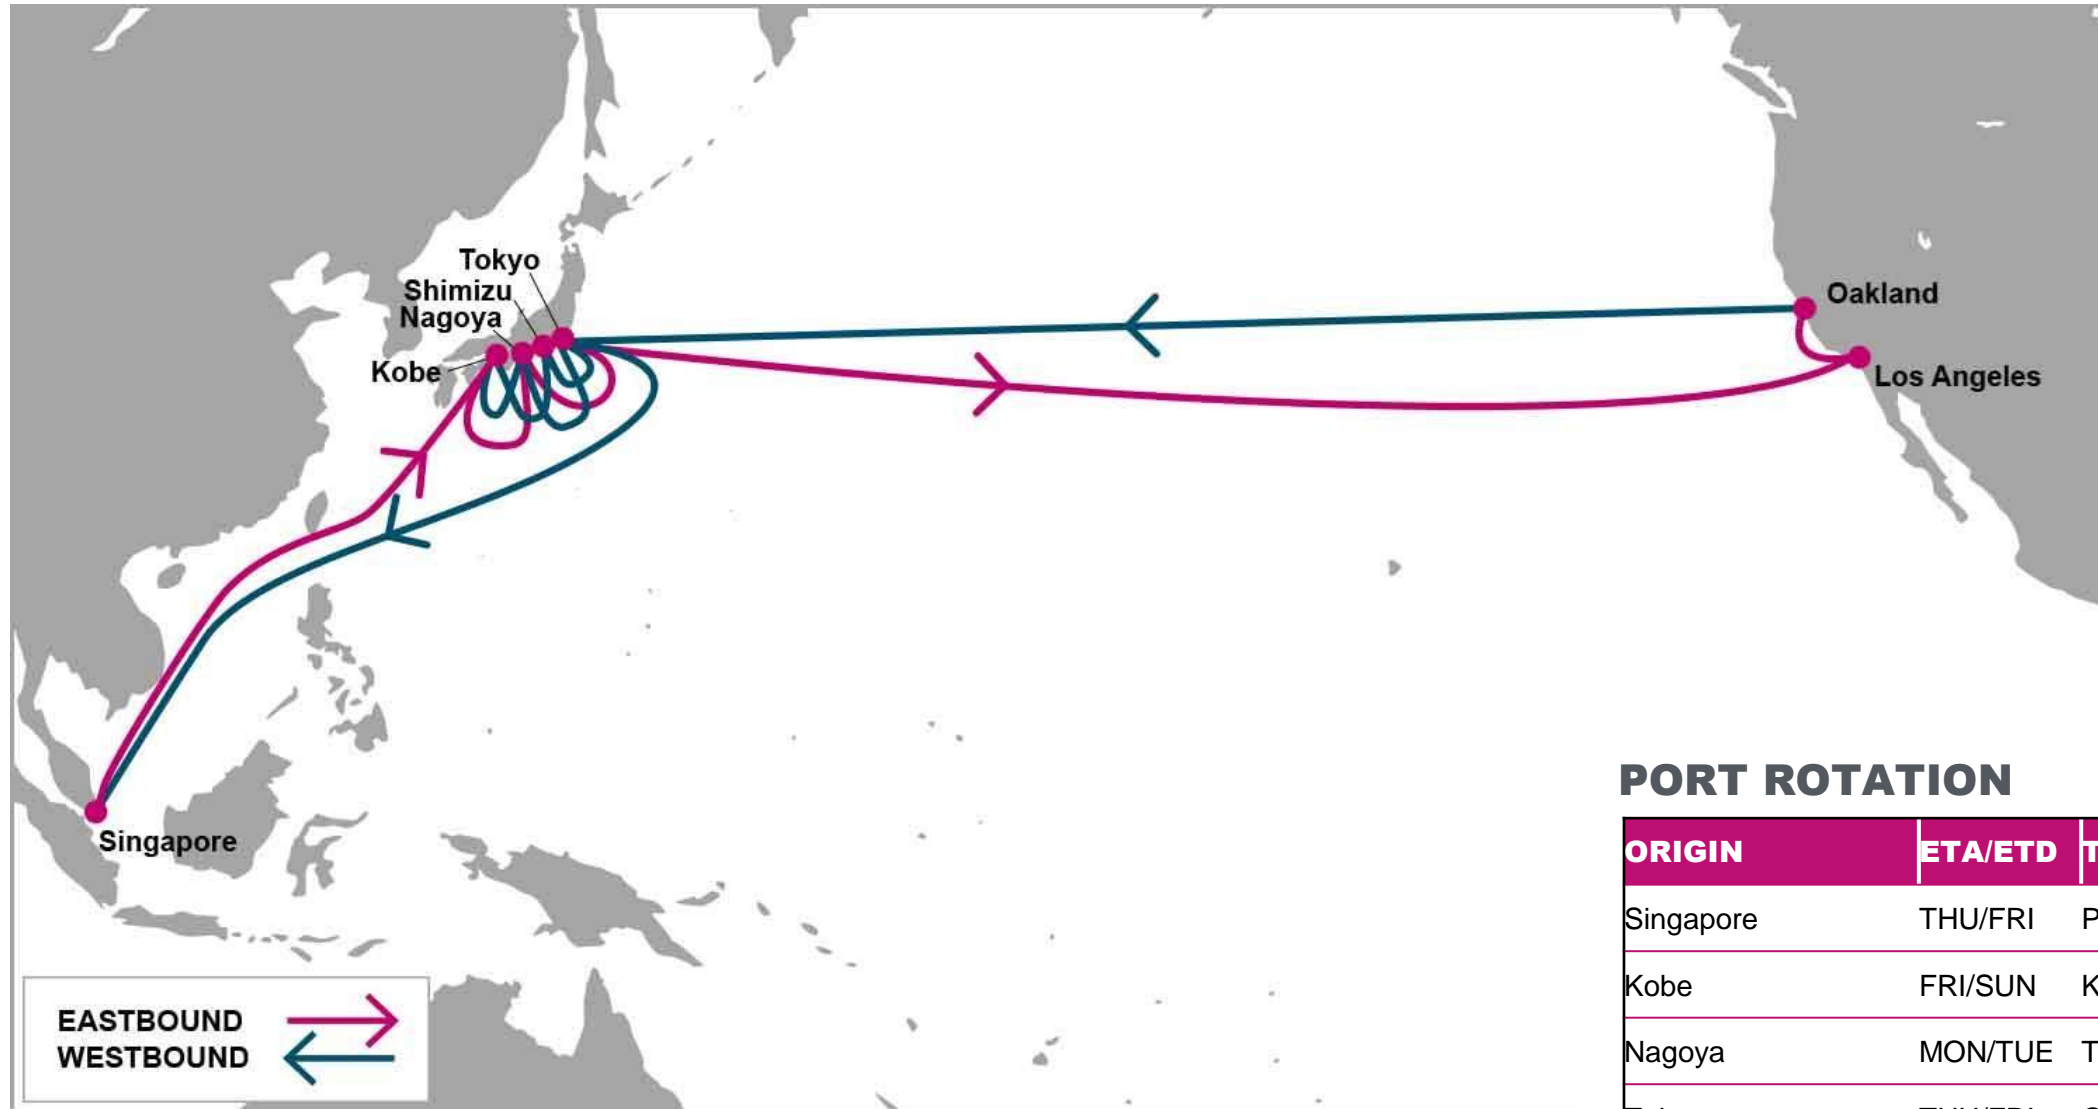 Tokyo
Shimizu
Nagoya
Kobe
Oakland
Los Angeles
Singapore
EASTBOUND
WESTBOUND
PORT ROTATION
ORIGIN ETA/ETD T
Singapore THU/FRI P
Kobe FRI/SUN K
Nagoya MON/TUE T